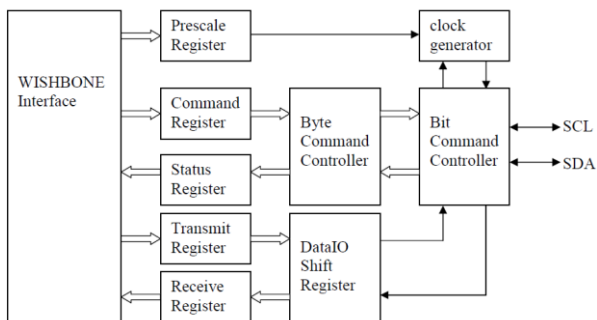 Prescale
Register
clock
generator
WISHBONE
Interface
Command
Register
Byte
Command
Controller
Bit
Command
Controller
SCL
SDA
Status
Register
Transmit
Register
DataIO
Shift
Register
Receive
Register